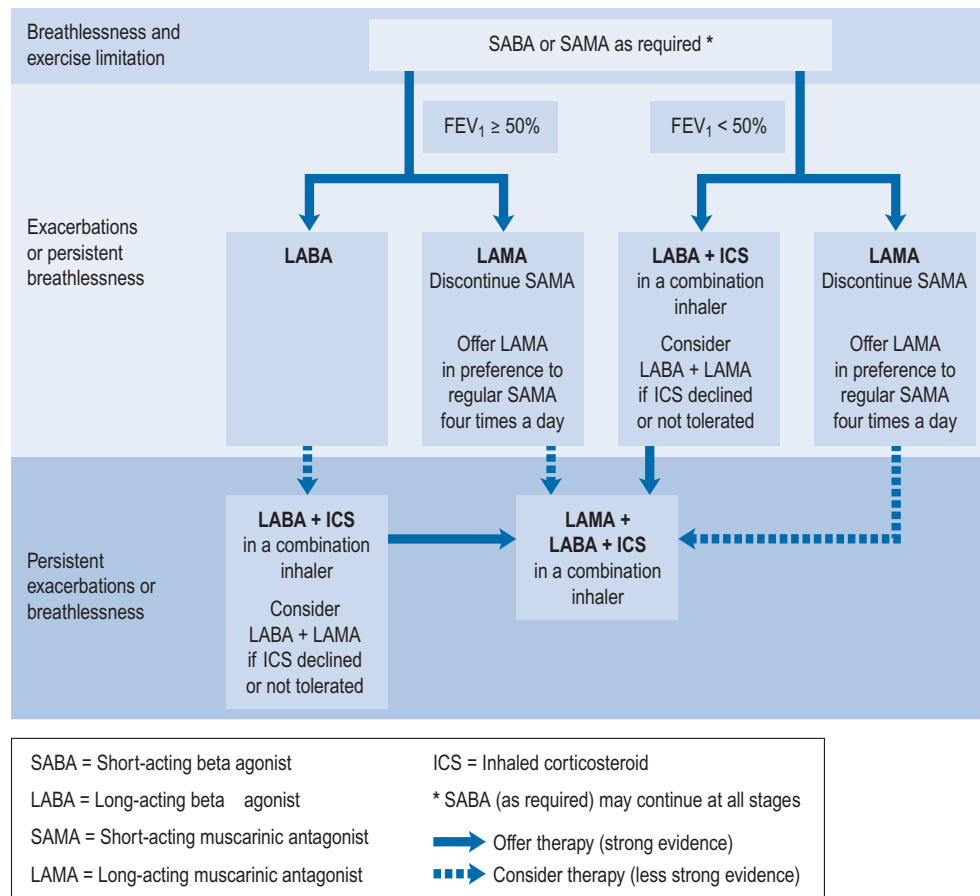 Breathlessness and
exercise limitation
SABA or SAMA as required *
FEV1 ≥ 50%
FEV1 < 50%
Exacerbations
or persistent
breathlessness
LABA
LAMA
Discontinue SAMA
Offer LAMA
in preference to
regular SAMA
four times a day
LABA + ICS
in a combination
inhaler
Consider
LABA + LAMA
if ICS declined
or not tolerated
LAMA
Discontinue SAMA
Offer LAMA
in preference to
regular SAMA
four times a day
Persistent
exacerbations or
breathlessness
LABA + ICS
in a combination
inhaler
Consider
LABA + LAMA
if ICS declined
or not tolerated
LAMA +
LABA + ICS
in a combination
inhaler
SABA = Short-acting beta agonist
LABA = Long-acting beta agonist
SAMA = Short-acting muscarinic antagonist
LAMA = Long-acting muscarinic antagonist
ICS = Inhaled corticosteroid
* SABA (as required) may continue at all stages
Offer therapy (strong evidence)
Consider therapy (less strong evidence)